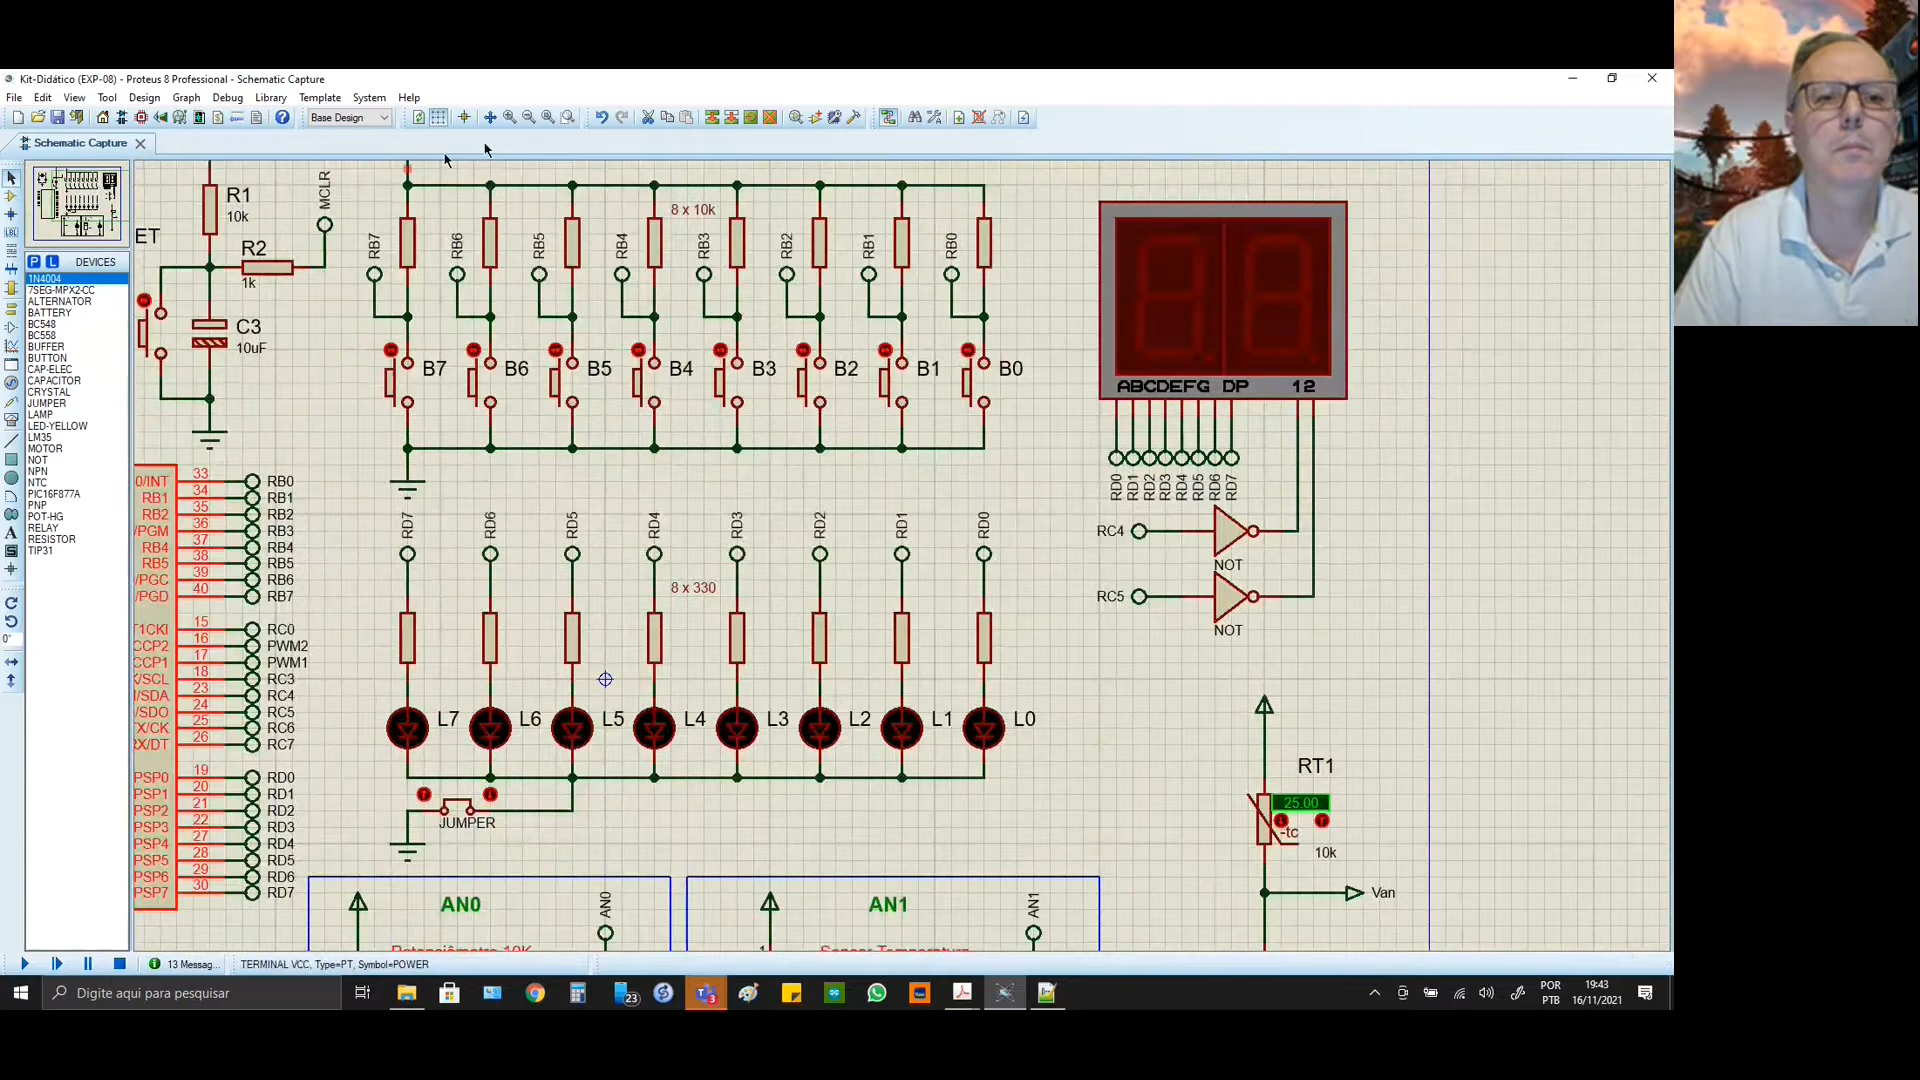 Kit-Didático (EXP-08) - Proteus 8 Professional - Schematic Capture
File Edit View Tool Design Graph Debug Library Template System Help
Base Design
Schematic Capture
P L DEVICES
1N4004
7SEG-MPX2-CC
ALTERNATOR
BATTERY
BC548
BC558
BUFFER
BUTTON
CAP-ELEC
CAPACITOR
CRYSTAL
JUMPER
LAMP
LED-YELLOW
LM35
MOTOR
NOT
NPN
NTC
PIC16F877A
PNP
POT-HG
RELAY
RESISTOR
TIP31
0°
ET
R1
10k
MCLR
R2
1k
C3
10uF
8 x 10k
RB7 RB6 RB5 RB4 RB3 RB2 RB1 RB0
B7 B6 B5 B4 B3 B2 B1 B0
ABCDEFG DP 12
RD0 RD1 RD2 RD3 RD4 RD5 RD6 RD7
RC4
NOT
RC5
NOT
0/INT 33 RB0
RB1 34 RB1
RB2 35 RB2
/PGM 36 RB3
RB4 37 RB4
RB5 38 RB5
/PGC 39 RB6
/PGD 40 RB7
T1CKI 15 RC0
CCP2 16 PWM2
CCP1 17 PWM1
K/SCL 18 RC3
I/SDA 23 RC4
/SDO 24 RC5
X/CK 25 RC6
RX/DT 26 RC7
PSP0 19 RD0
PSP1 20 RD1
PSP2 21 RD2
PSP3 22 RD3
PSP4 27 RD4
PSP5 28 RD5
PSP6 29 RD6
PSP7 30 RD7
RD7 RD6 RD5 RD4 RD3 RD2 RD1 RD0
8 x 330
L7 L6 L5 L4 L3 L2 L1 L0
JUMPER
RT1
25.00
-tc
10k
Van
AN0
AN0
Potenciômetro 10K
AN1
AN1
1
Sensor Temperatura
13 Messag...
TERMINAL VCC, Type=PT, Symbol=POWER
Digite aqui para pesquisar
23
3
POR
PTB
19:43
16/11/2021